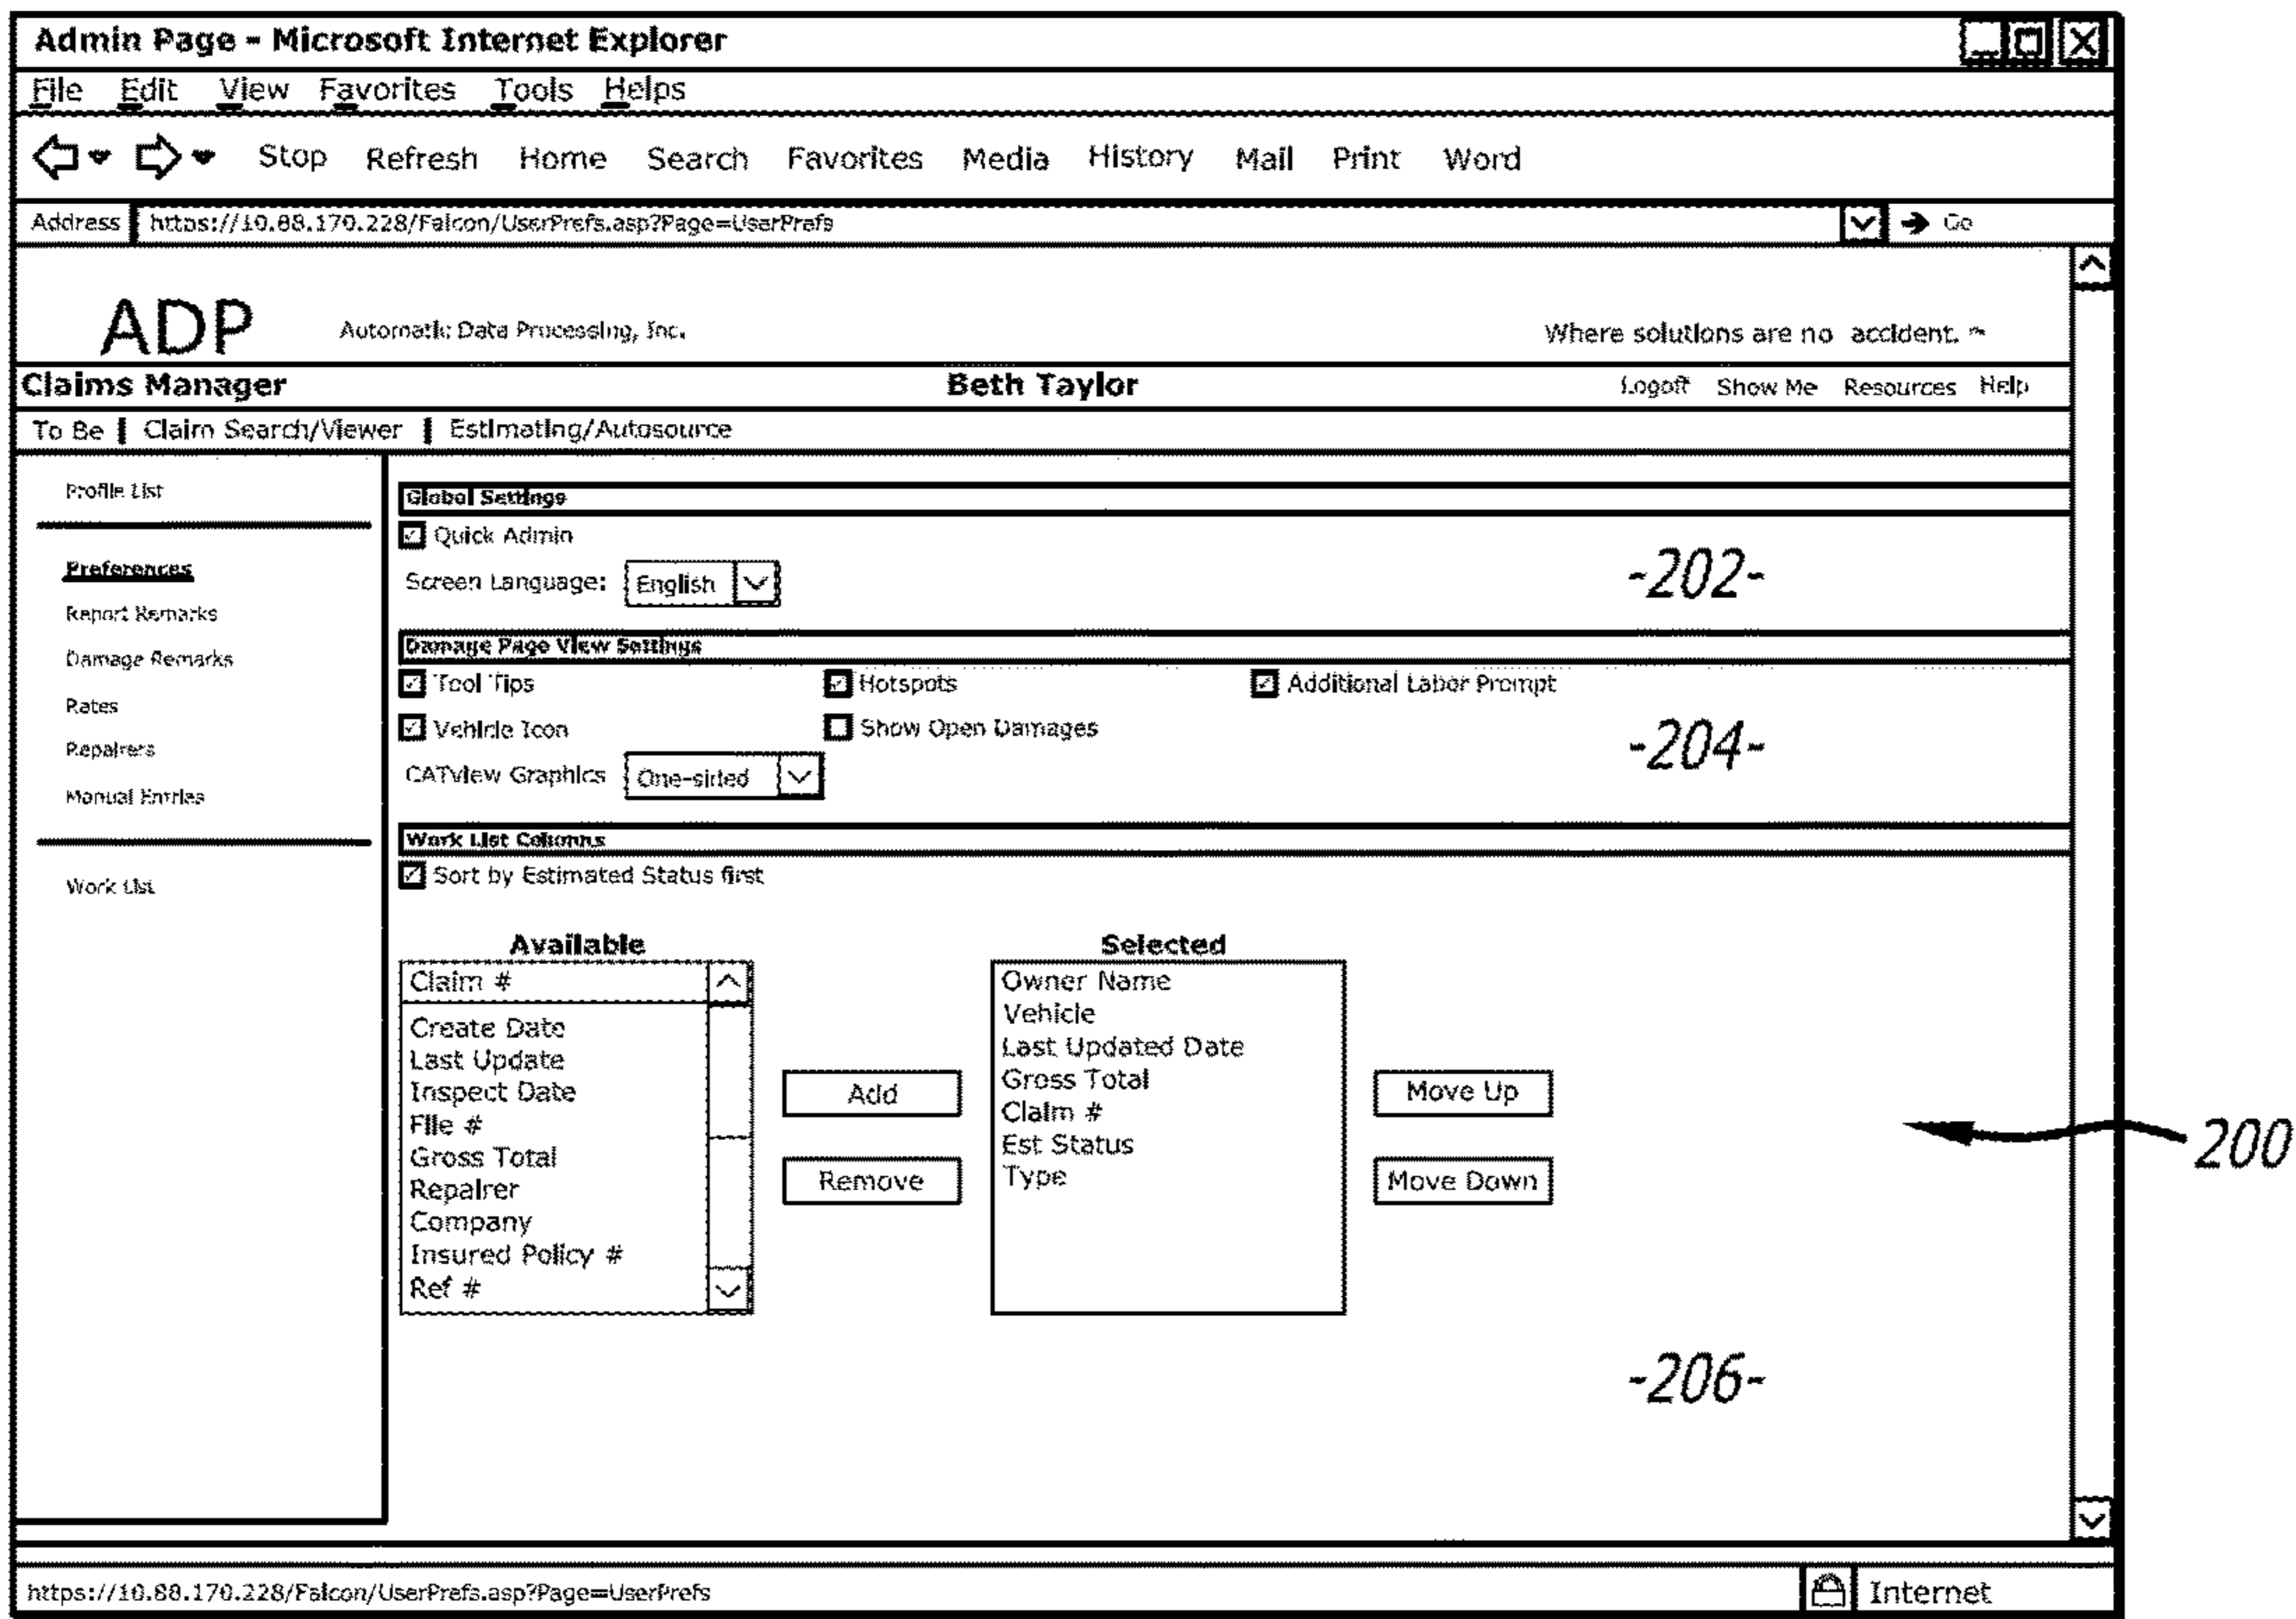 Admin Page - Microsoft Internet Explorer
File Edit View Favorites Tools Helps
Stop Refresh Home Search Favorites Media History Mail Print Word
Address https://10.88.170.228/Falcon/UserPrefs.asp?Page=UserPrefs Go
ADP Automatic Data Processing, Inc. Where solutions are no accident.
Claims Manager Beth Taylor Logoff Show Me Resources Help
To Be | Claim Search/Viewer | Estimating/Autosource
Profile List
Preferences
Report Remarks
Damage Remarks
Rates
Repairers
Manual Entries
Work List
Global Settings
Quick Admin
Screen Language: English
-202-
Damage Page View Settings
Tool Tips Hotspots Additional Labor Prompt
Vehicle Icon Show Open Damages
-204-
CATview Graphics One-sided
Work List Columns
Sort by Estimated Status first
Available
Claim #
Create Date
Last Update
Inspect Date
File #
Gross Total
Repairer
Company
Insured Policy #
Ref #
Add
Remove
Selected
Owner Name
Vehicle
Last Updated Date
Gross Total
Claim #
Est Status
Type
Move Up
Move Down
200
-206-
https://10.88.170.228/Falcon/UserPrefs.asp?Page=UserPrefs Internet